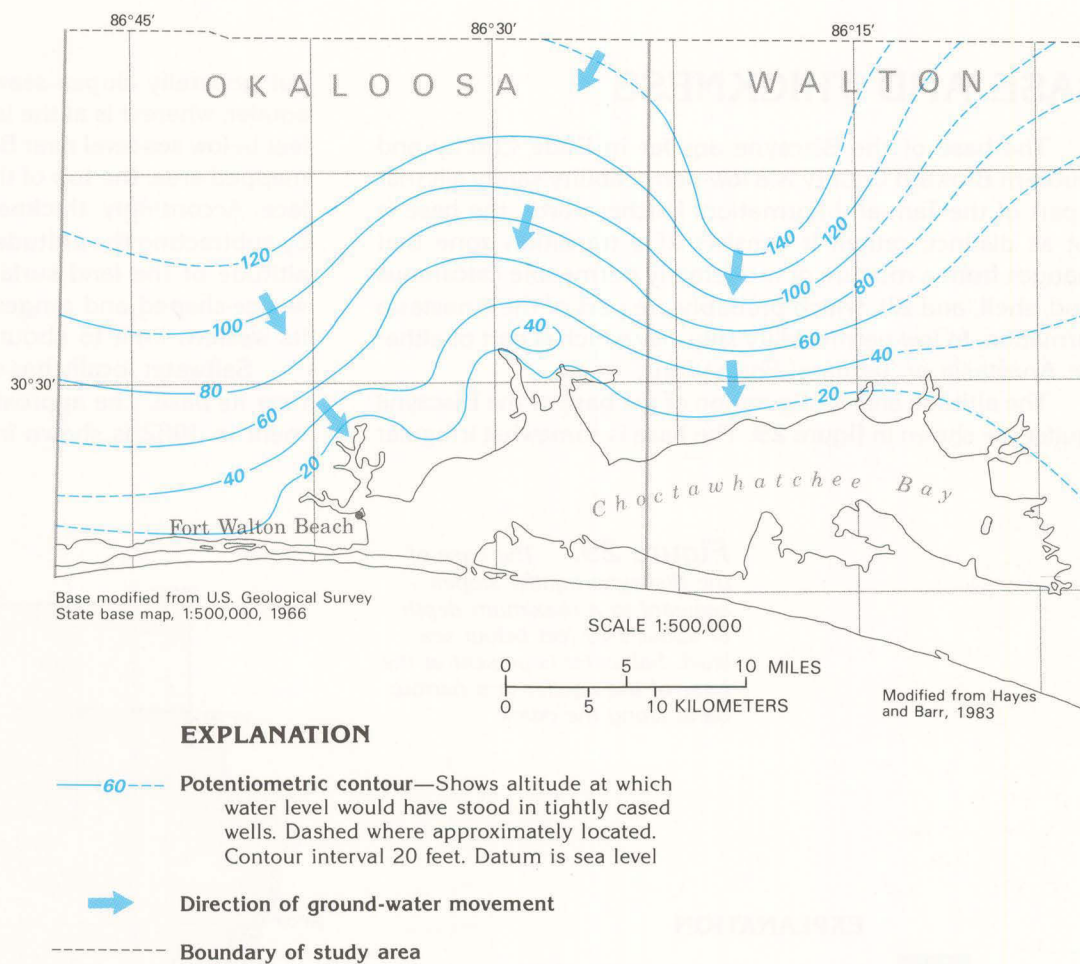 86°45′
86°30′
86°15′
OKALOOSA
WALTON
120
100
80
60
40
20
40
140
120
100
80
60
40
20
30°30′
Choctawhatchee Bay
Fort Walton Beach
Base modified from U.S. Geological Survey
State base map, 1:500,000, 1966
SCALE 1:500,000
0 5 10 MILES
0 5 10 KILOMETERS
Modified from Hayes
and Barr, 1983
EXPLANATION
60
Potentiometric contour—Shows altitude at which
water level would have stood in tightly cased
wells. Dashed where approximately located.
Contour interval 20 feet. Datum is sea level
Direction of ground-water movement
Boundary of study area